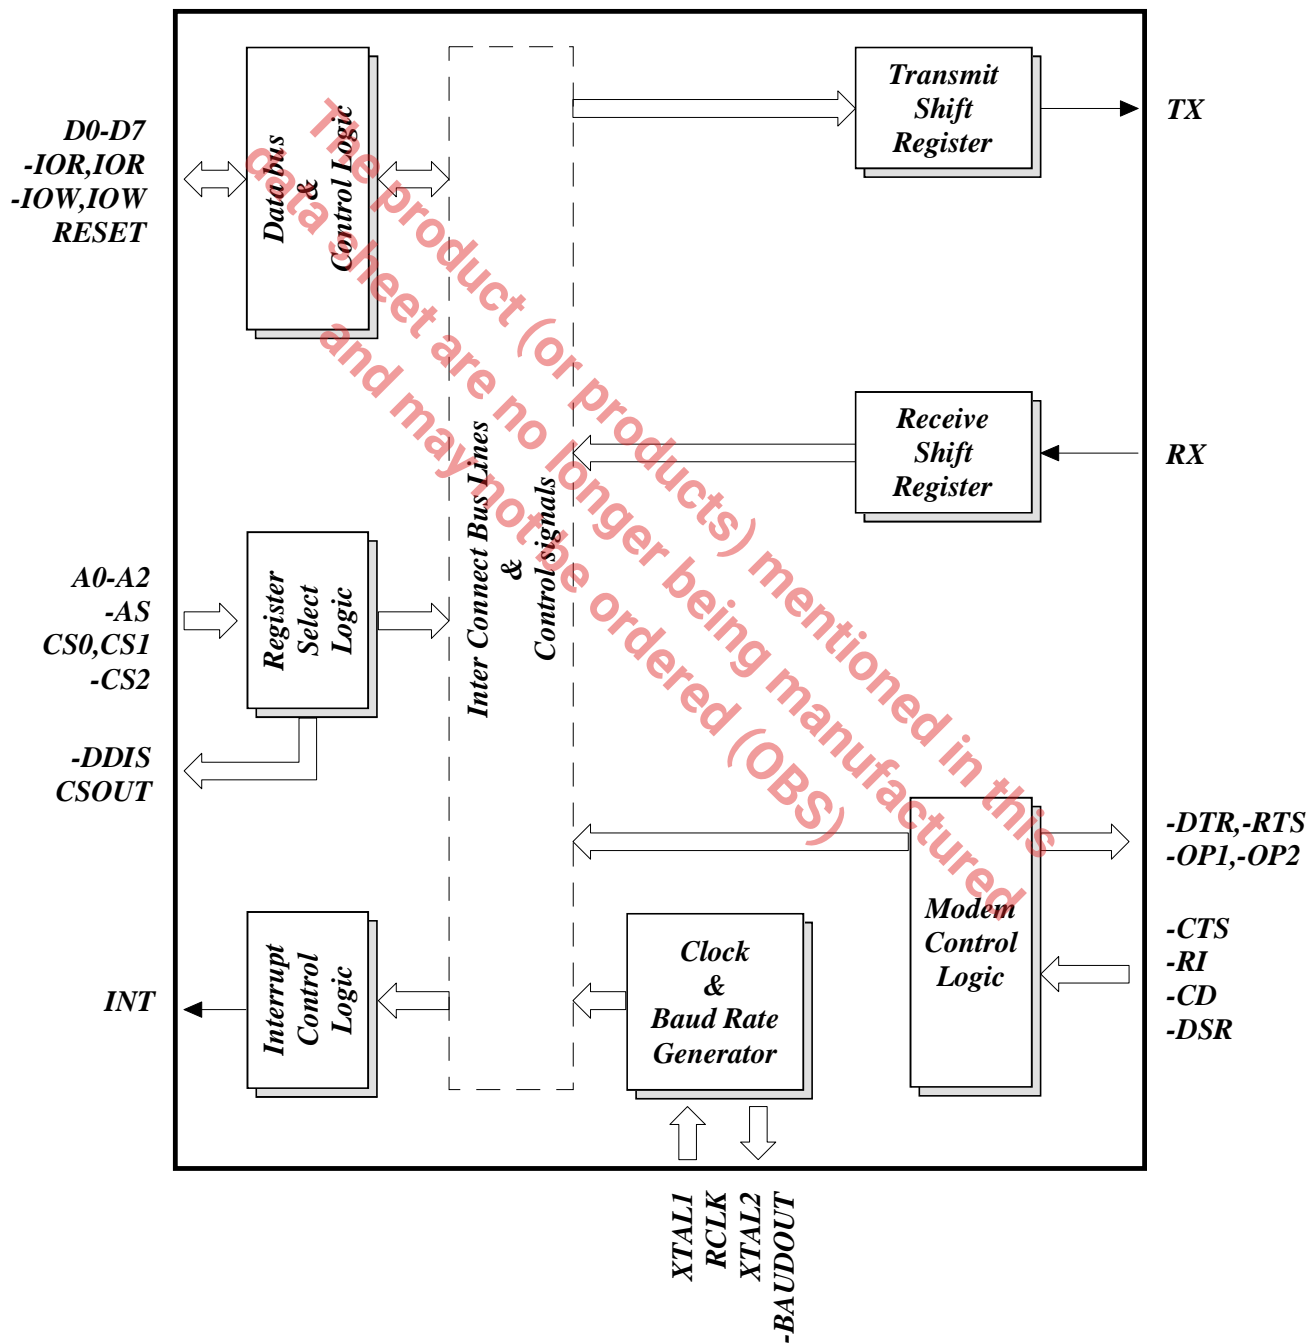 D0-D7
-IOR,IOR
-IOW,IOW
RESET
Data bus
&
Control Logic
Transmit
Shift
Register
TX
Receive
Shift
Register
RX
Inter Connect Bus Lines
&
Control signals
A0-A2
-AS
CS0,CS1
-CS2
Register
Select
Logic
-DDIS
CSOUT
INT
Interrupt
Control
Logic
Clock
&
Baud Rate
Generator
Modem
Control
Logic
-DTR,-RTS
-OP1,-OP2
-CTS
-RI
-CD
-DSR
XTAL1
RCLK
XTAL2
-BAUDOUT
The product (or products) mentioned in this
data sheet are no longer being manufactured
and may not be ordered (OBS)